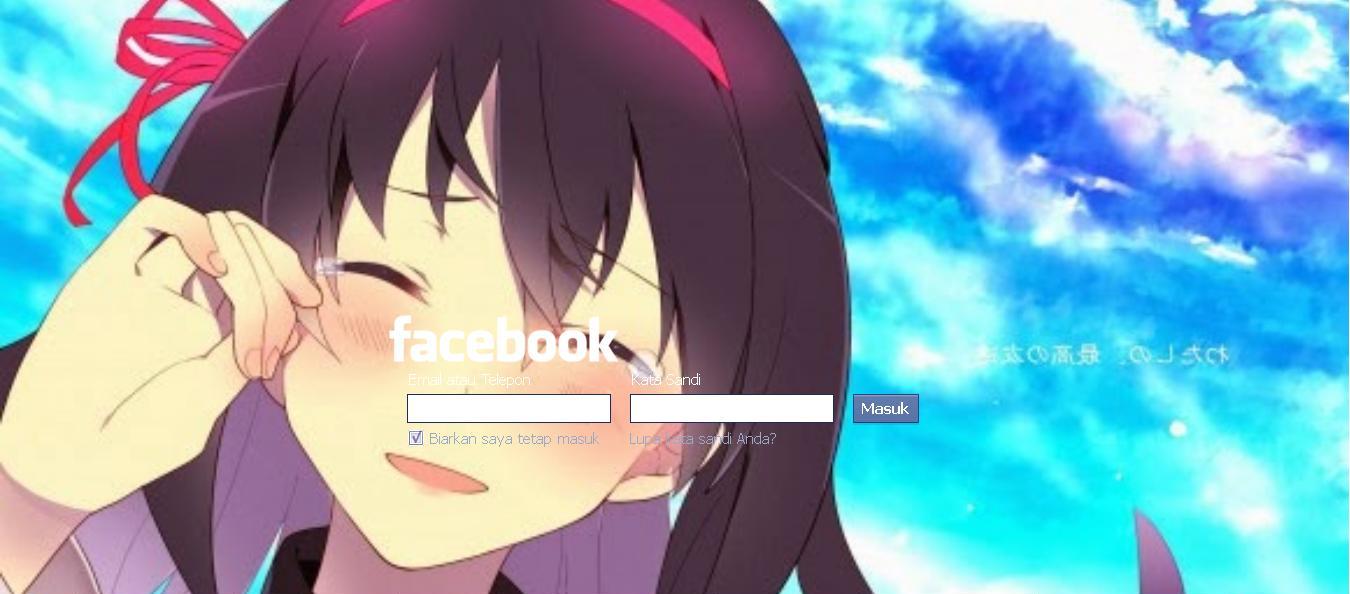 facebook
Email atau Telepon Kata Sandi
Masuk
Biarkan saya tetap masuk Lupa kata sandi Anda?
わたしの、最高の友達